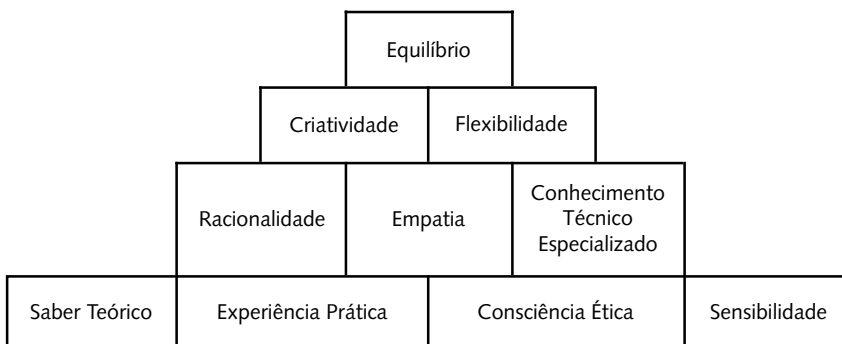 Equilíbrio
Criatividade
Flexibilidade
Racionalidade
Empatia
Conhecimento
Técnico
Especializado
Saber Teórico
Experiência Prática
Consciência Ética
Sensibilidade